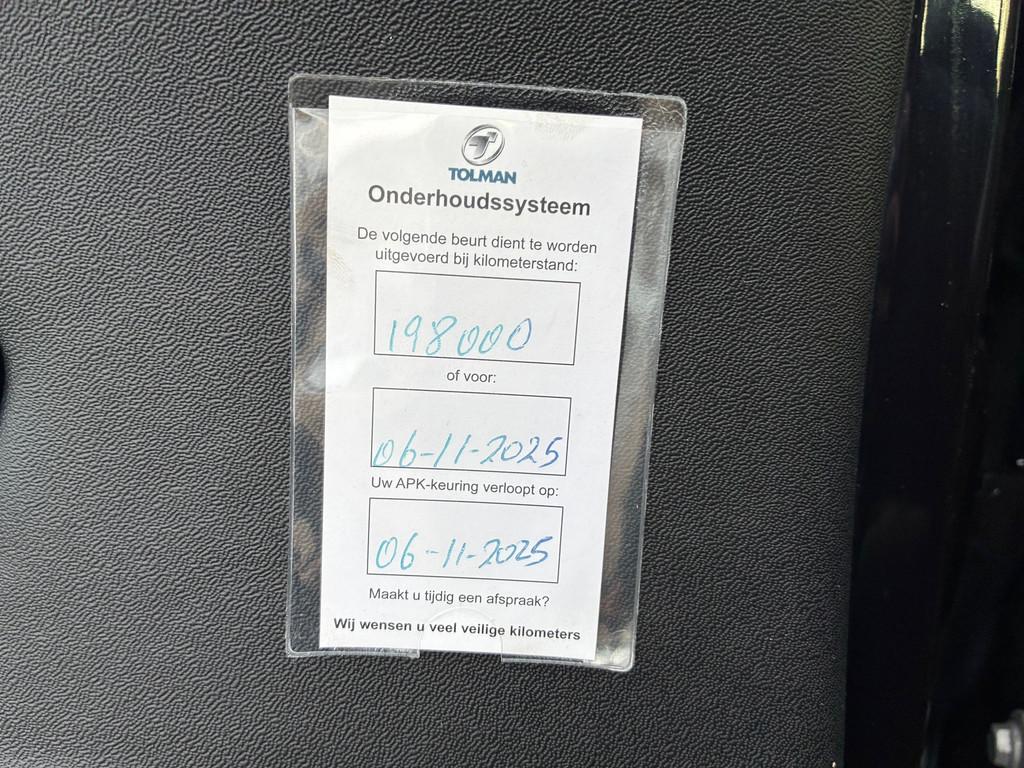 TOLMAN
Onderhoudssysteem
De volgende beurt dient te worden
uitgevoerd bij kilometerstand:
198000
of voor:
06-11-2025
Uw APK-keuring verloopt op:
06-11-2025
Maakt u tijdig een afspraak?
Wij wensen u veel veilige kilometers